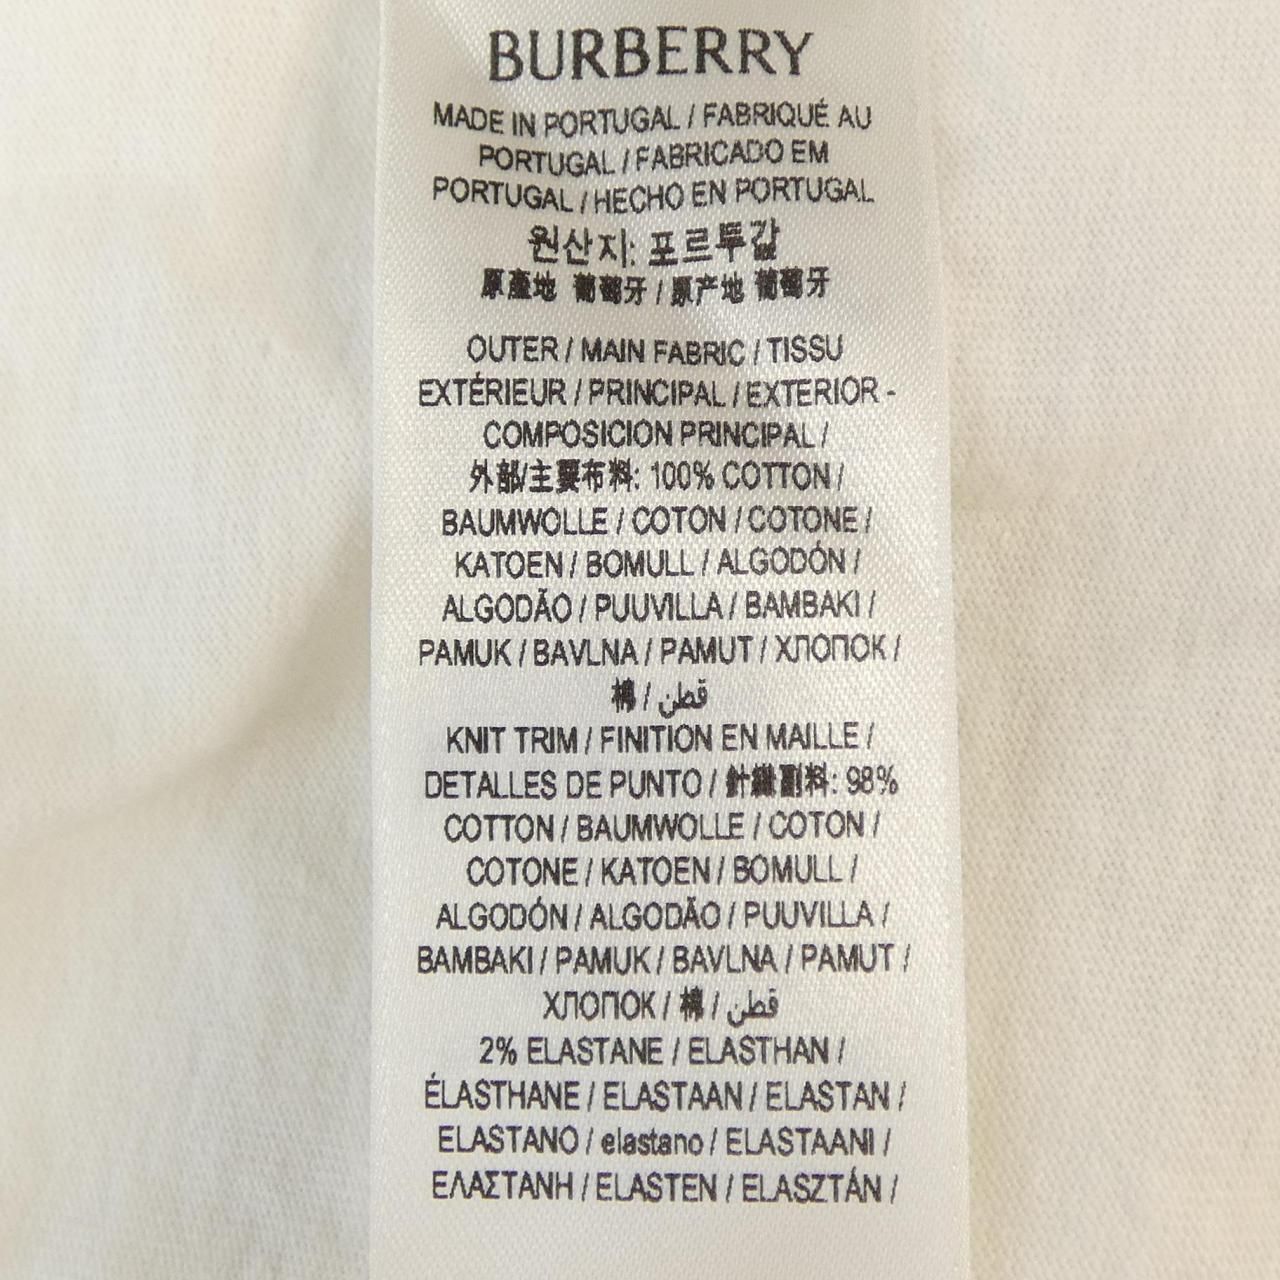 BURBERRY
MADE IN PORTUGAL / FABRIQUÉ AU
PORTUGAL / FABRICADO EM
PORTUGAL / HECHO EN PORTUGAL
원산지: 포르투갈
原產地 葡萄牙 / 原产地 葡萄牙
OUTER / MAIN FABRIC / TISSU
EXTÉRIEUR / PRINCIPAL / EXTERIOR -
COMPOSICION PRINCIPAL /
外部/主要布料: 100% COTTON /
BAUMWOLLE / COTON / COTONE /
KATOEN / BOMULL / ALGODÓN /
ALGODÃO / PUUVILLA / BAMBAKI /
PAMUK / BAVLNA / PAMUT / ХЛОПОК /
棉 / قطن
KNIT TRIM / FINITION EN MAILLE /
DETALLES DE PUNTO / 針織副料: 98%
COTTON / BAUMWOLLE / COTON /
COTONE / KATOEN / BOMULL /
ALGODÓN / ALGODÃO / PUUVILLA /
BAMBAKI / PAMUK / BAVLNA / PAMUT /
ХЛОПОК / 棉 / قطن
2% ELASTANE / ELASTHAN /
ÉLASTHANE / ELASTAAN / ELASTAN /
ELASTANO / elastano / ELASTAANI /
ΕΛΑΣΤΑΝΗ / ELASTEN / ELASZTÁN /